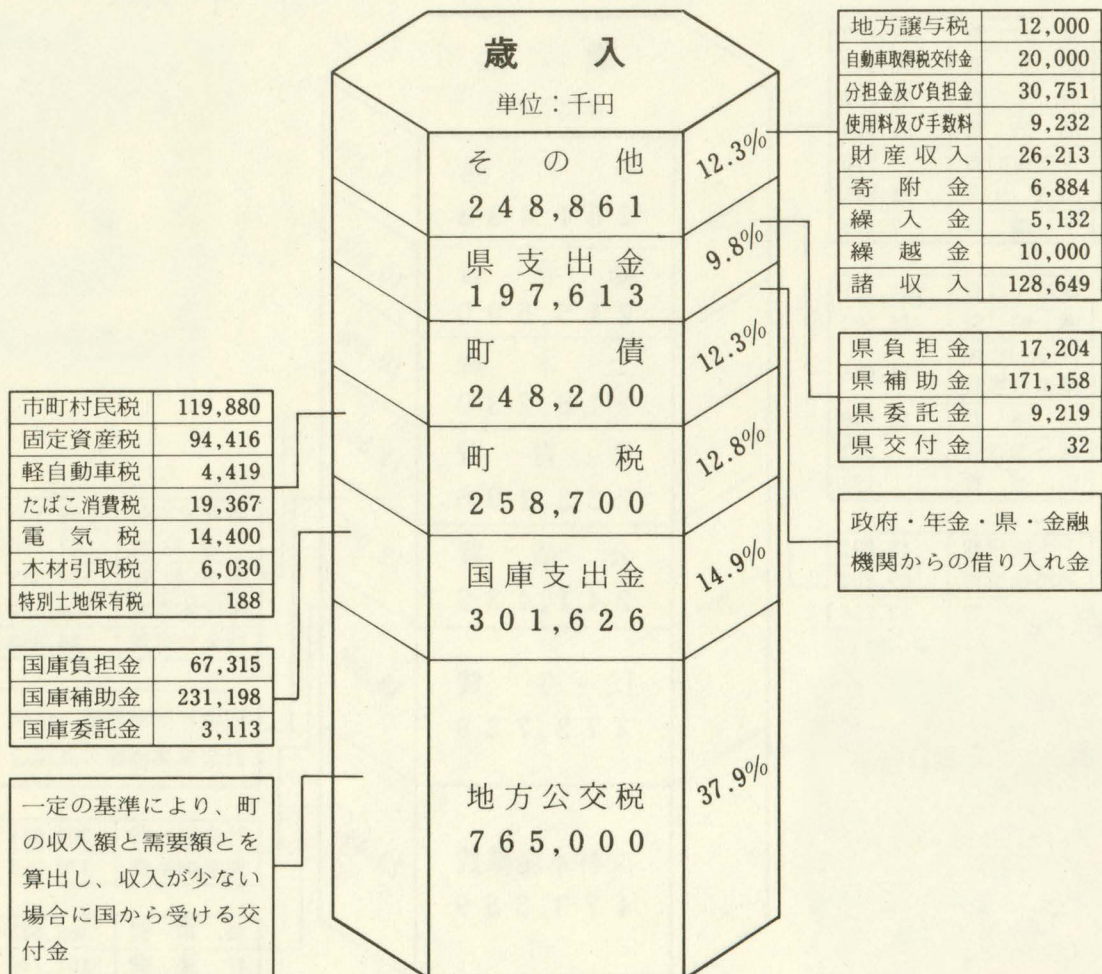 歳入
単位：千円
その他
248,861
12.3%
県支出金
197,613
9.8%
町債
248,200
12.3%
町税
258,700
12.8%
国庫支出金
301,626
14.9%
地方公交税
765,000
37.9%
地方譲与税 12,000
自動車取得税交付金 20,000
分担金及び負担金 30,751
使用料及び手数料 9,232
財産収入 26,213
寄附金 6,884
繰入金 5,132
繰越金 10,000
諸収入 128,649
県負担金 17,204
県補助金 171,158
県委託金 9,219
県交付金 32
政府・年金・県・金融
機関からの借り入れ金
市町村民税 119,880
固定資産税 94,416
軽自動車税 4,419
たばこ消費税 19,367
電気税 14,400
木材引取税 6,030
特別土地保有税 188
国庫負担金 67,315
国庫補助金 231,198
国庫委託金 3,113
一定の基準により、町
の収入額と需要額とを
算出し、収入が少ない
場合に国から受ける交
付金